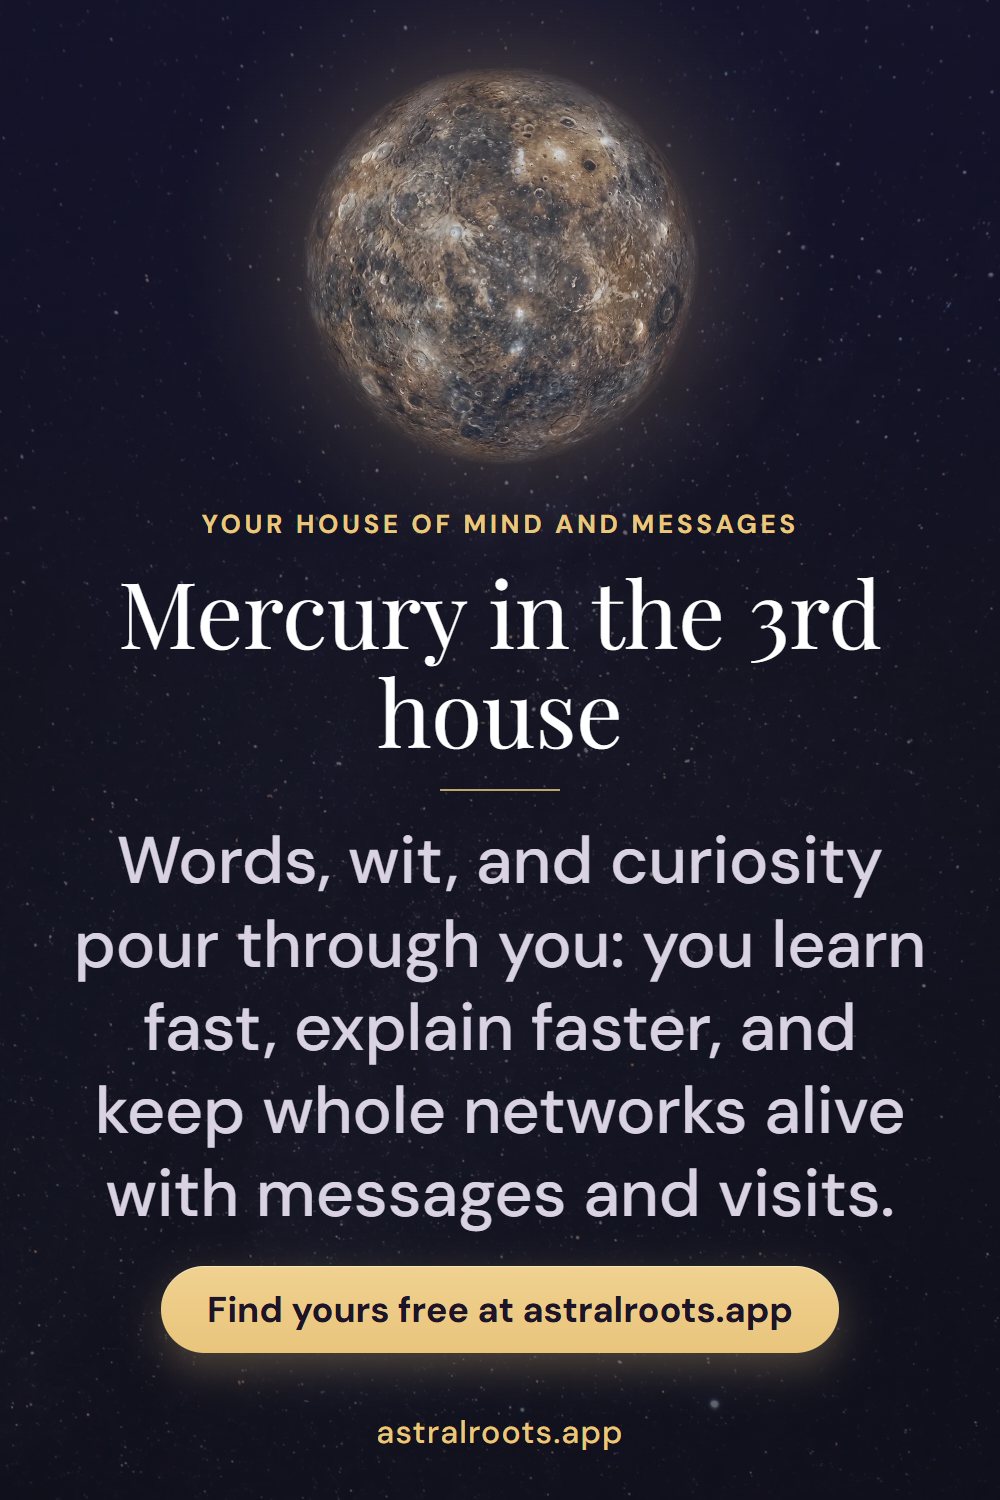 YOUR HOUSE OF MIND AND MESSAGES
Mercury in the 3rd
house
Words, wit, and curiosity
pour through you: you learn
fast, explain faster, and
keep whole networks alive
with messages and visits.
Find yours free at astralroots.app
astralroots.app